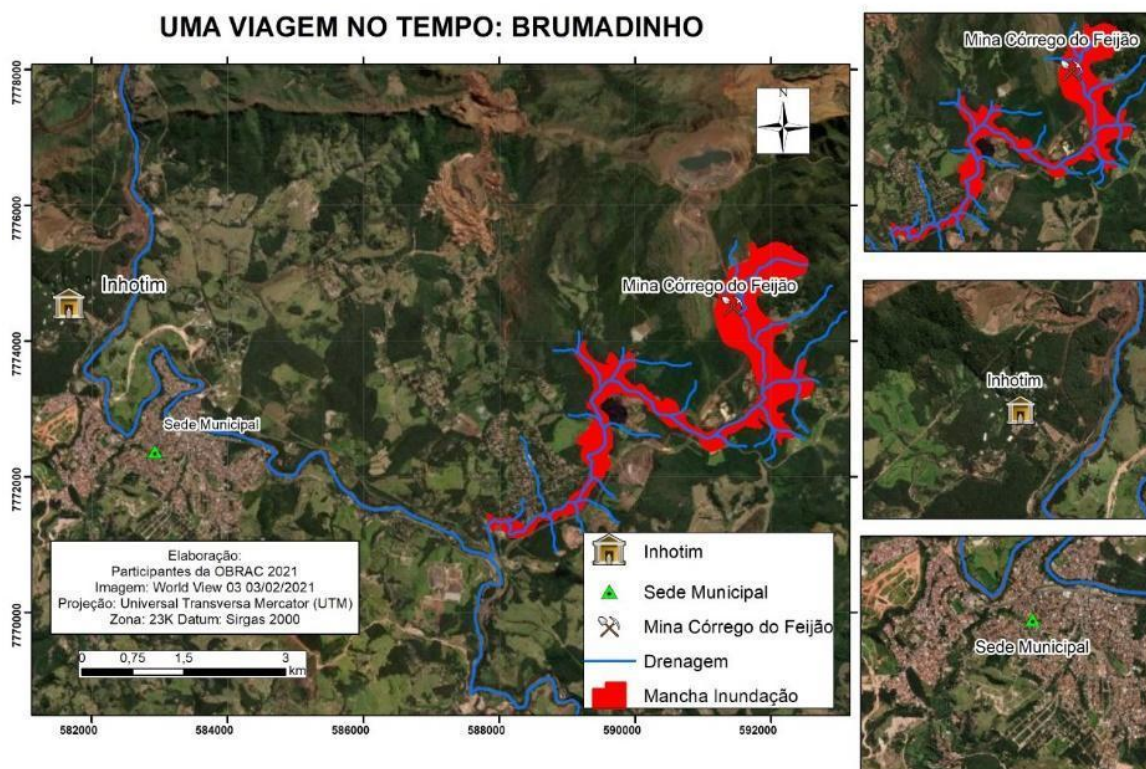 UMA VIAGEM NO TEMPO: BRUMADINHO
7778000
7776000
7774000
7772000
7770000
N
Inhotim
Mina Córrego do Feijão
Sede Municipal
Elaboração:
Participantes da OBRAC 2021
Imagem: World View 03 03/02/2021
Projeção: Universal Transversa Mercator (UTM)
Zona: 23K Datum: Sirgas 2000
0 0,75 1,5 3
km
Inhotim
Sede Municipal
Mina Córrego do Feijão
Drenagem
Mancha Inundação
582000 584000 586000 588000 590000 592000
Mina Córrego do Feijão
Inhotim
Sede Municipal